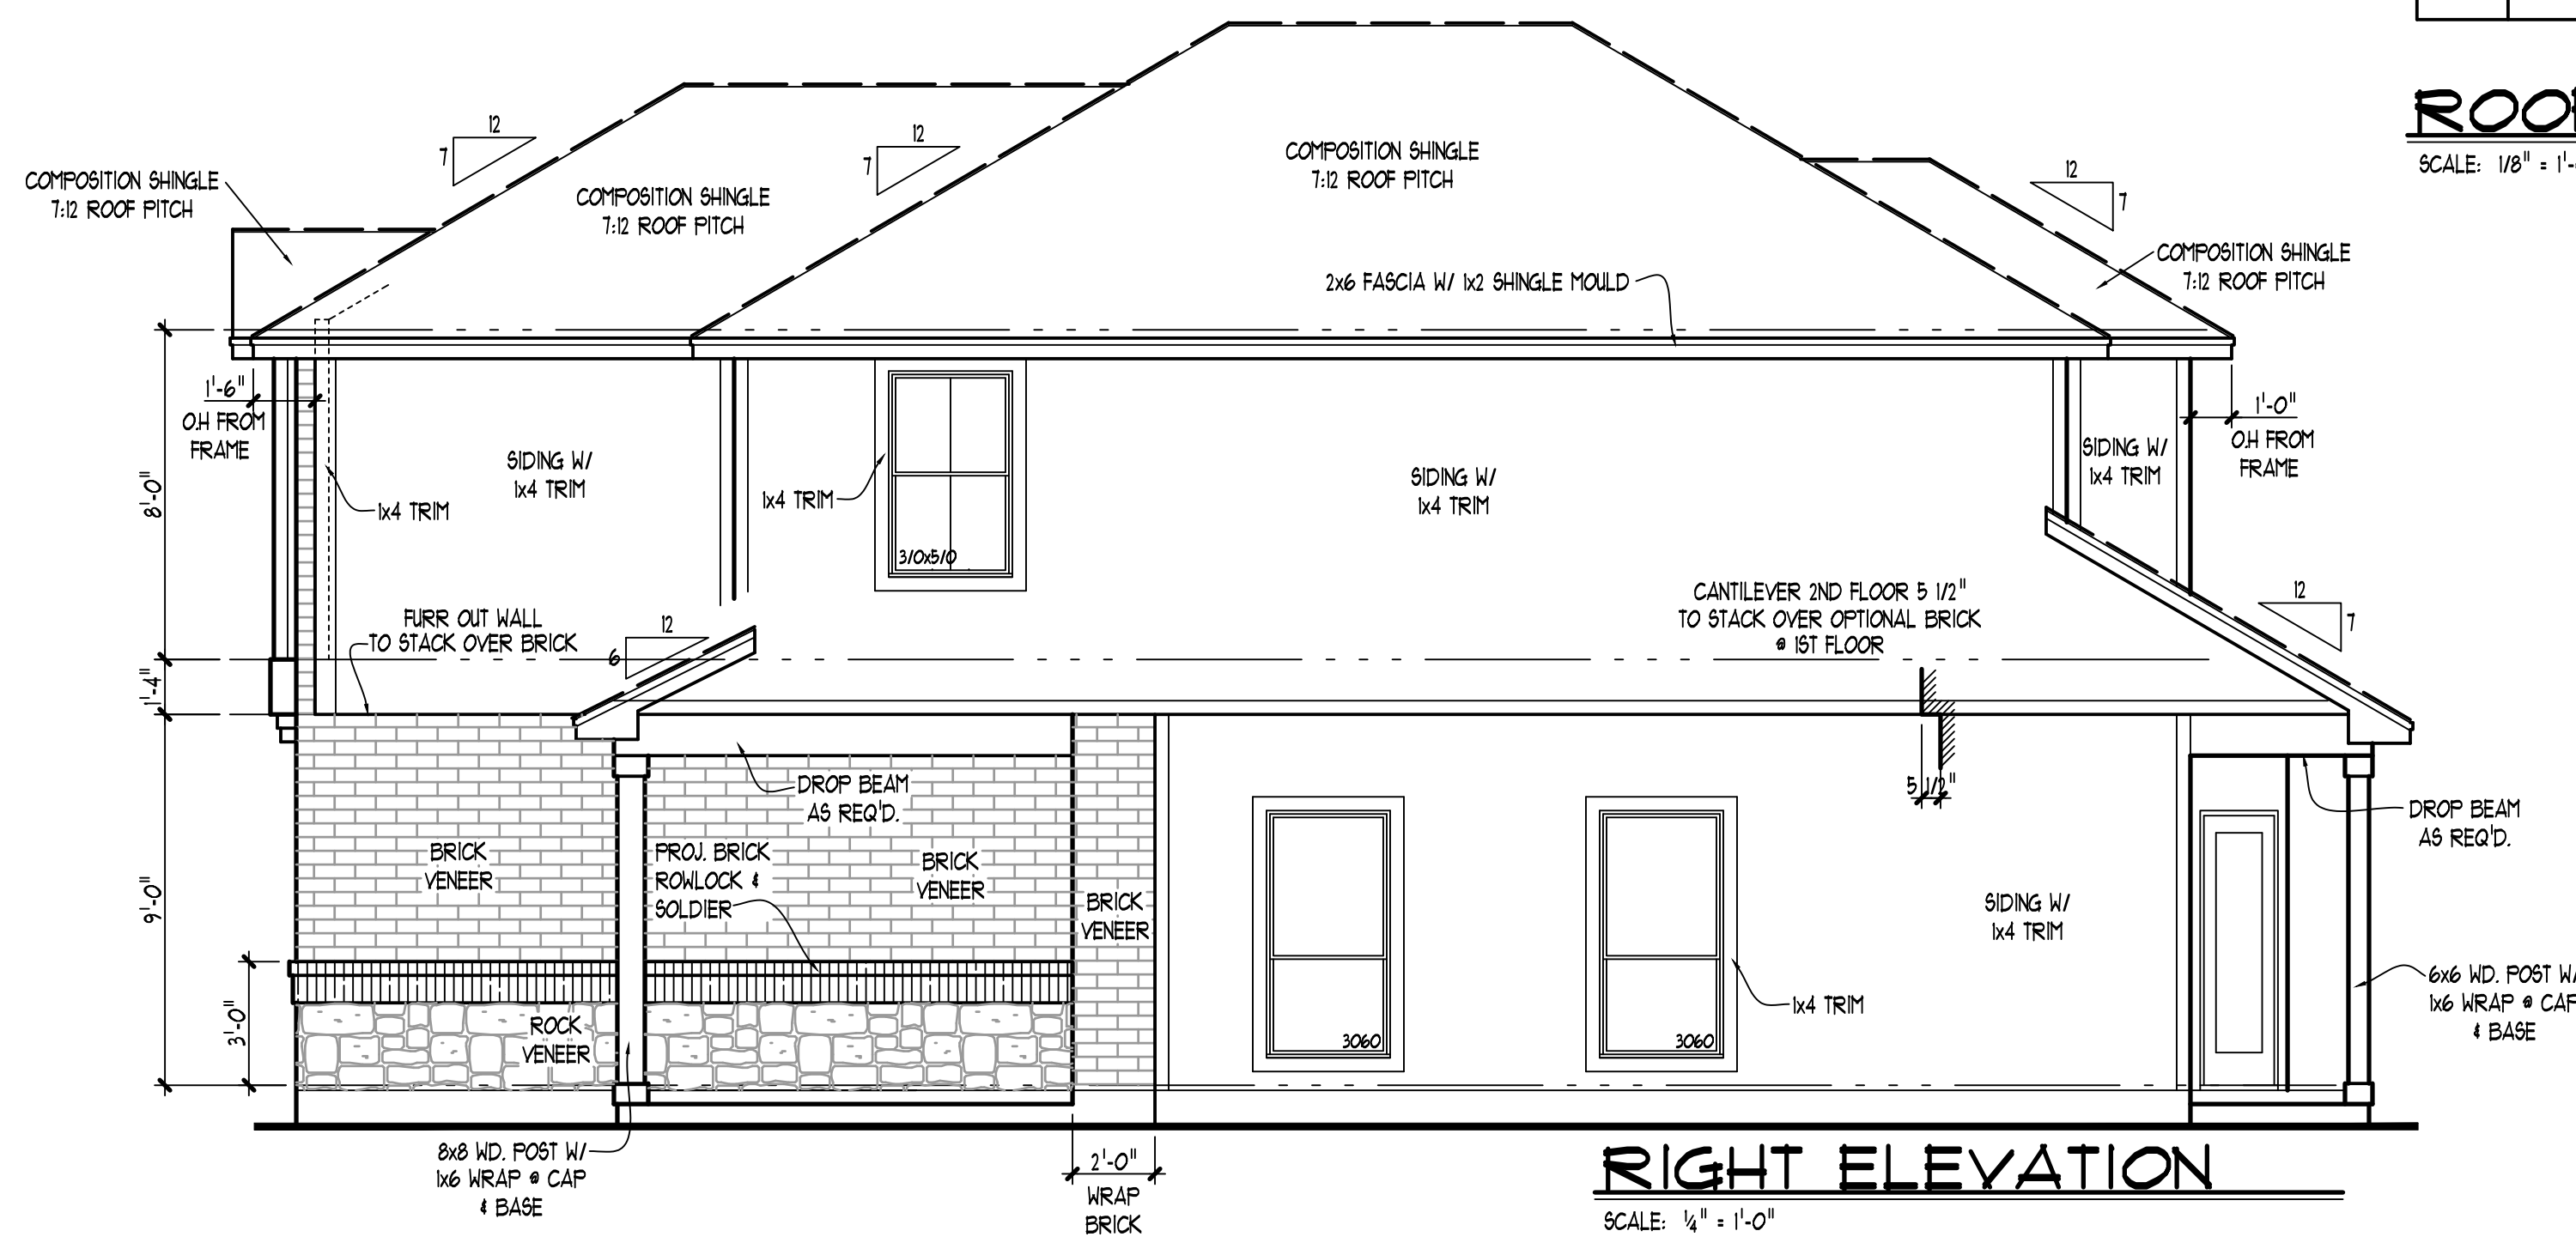 ROO
SCALE: 1/8" = 1'-
COMPOSITION SHINGLE
7:12 ROOF PITCH
12
7
COMPOSITION SHINGLE
7:12 ROOF PITCH
12
7
COMPOSITION SHINGLE
7:12 ROOF PITCH
12
7
COMPOSITION SHINGLE
7:12 ROOF PITCH
2x6 FASCIA W/ 1x2 SHINGLE MOULD
1'-6"
O.H FROM
FRAME
1'-0"
O.H FROM
FRAME
8'-0"
1x4 TRIM
SIDING W/
1x4 TRIM
1x4 TRIM
3/0x5/0
SIDING W/
1x4 TRIM
SIDING W/
1x4 TRIM
FURR OUT WALL
TO STACK OVER BRICK
12
6
CANTILEVER 2ND FLOOR 5 1/2"
TO STACK OVER OPTIONAL BRICK
@ 1ST FLOOR
12
7
1'-4"
5 1/2"
DROP BEAM
AS REQ'D.
DROP BEAM
AS REQ'D.
9'-0"
BRICK
VENEER
PROJ. BRICK
ROWLOCK &
SOLDIER
BRICK
VENEER
BRICK
VENEER
SIDING W/
1x4 TRIM
3'-0"
ROCK
VENEER
3060
3060
1x4 TRIM
6x6 WD. POST W/
1x6 WRAP @ CAP
& BASE
8x8 WD. POST W/
1x6 WRAP @ CAP
& BASE
2'-0"
WRAP
BRICK
RIGHT ELEVATION
SCALE: 1/4" = 1'-0"